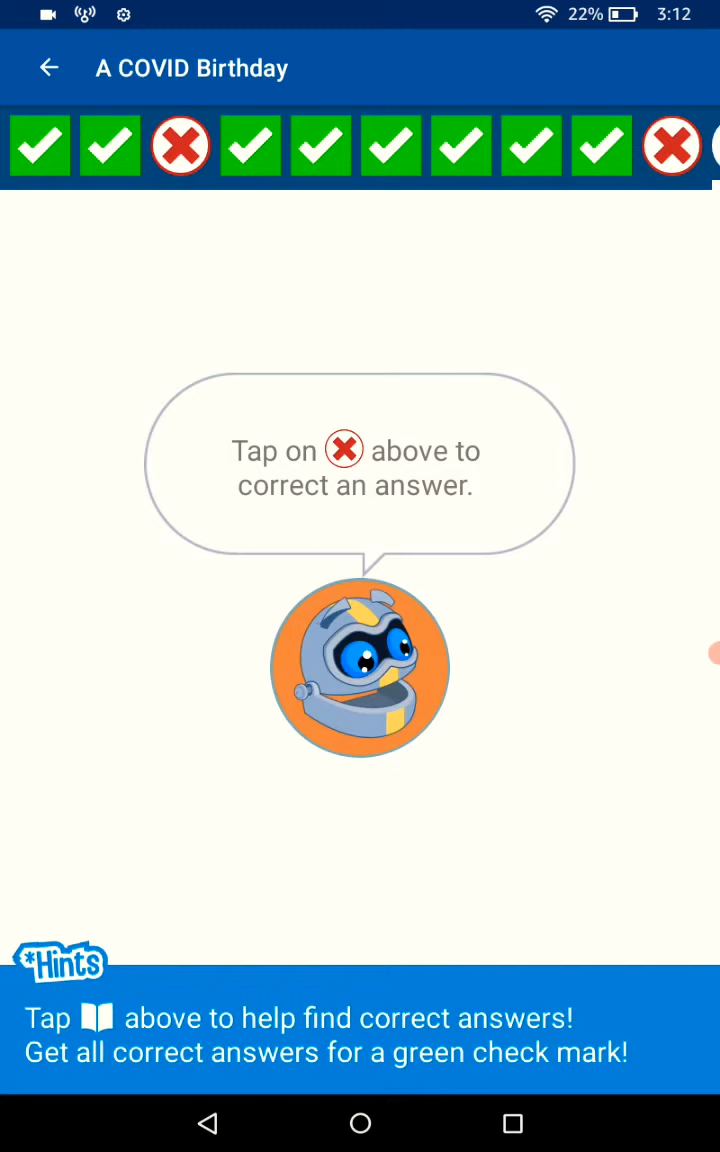 22% 3:12
A COVID Birthday
Tap on above to
correct an answer.
*Hints
Tap above to help find correct answers!
Get all correct answers for a green check mark!